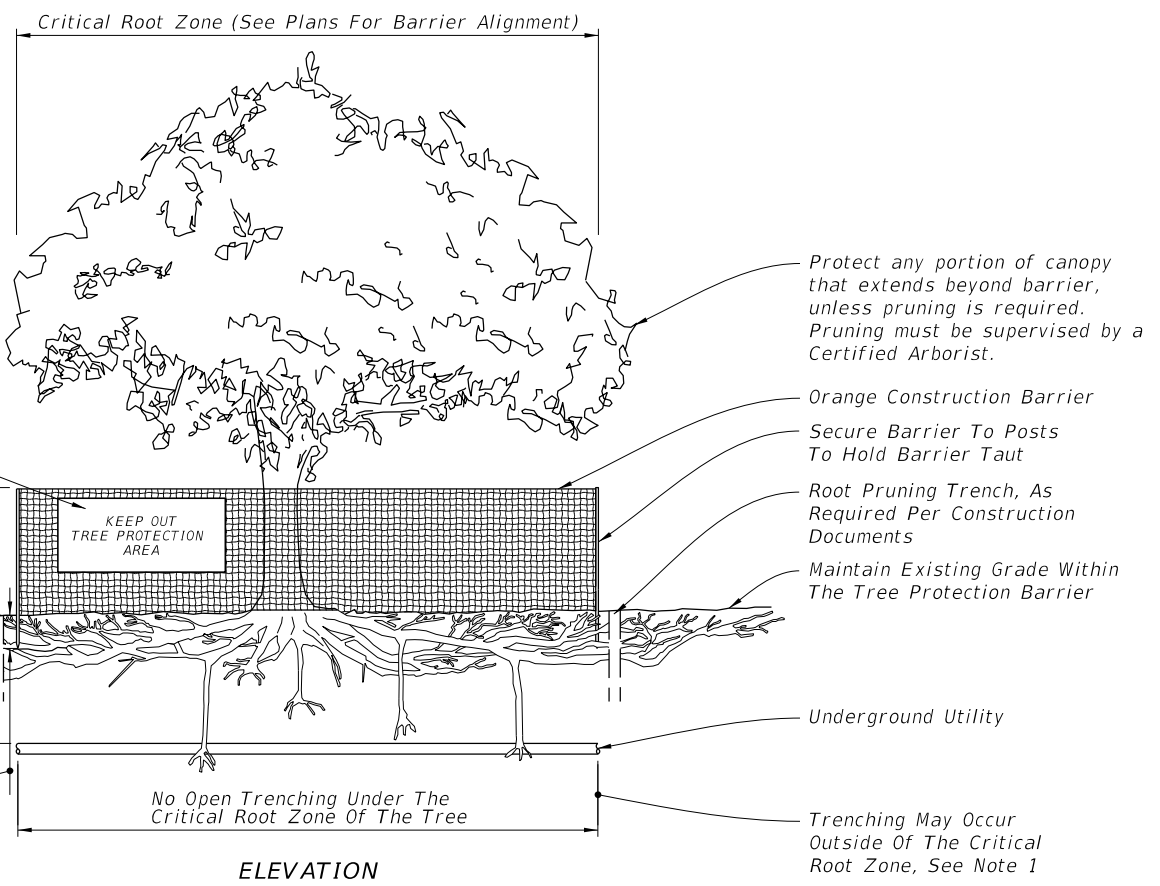 Critical Root Zone (See Plans For Barrier Alignment)
Protect any portion of canopy
that extends beyond barrier,
unless pruning is required.
Pruning must be supervised by a
Certified Arborist.
Orange Construction Barrier
Secure Barrier To Posts
To Hold Barrier Taut
Root Pruning Trench, As
Required Per Construction
Documents
KEEP OUT
TREE PROTECTION
AREA
Maintain Existing Grade Within
The Tree Protection Barrier
Underground Utility
No Open Trenching Under The
Critical Root Zone Of The Tree
Trenching May Occur
Outside Of The Critical
Root Zone, See Note 1
ELEVATION